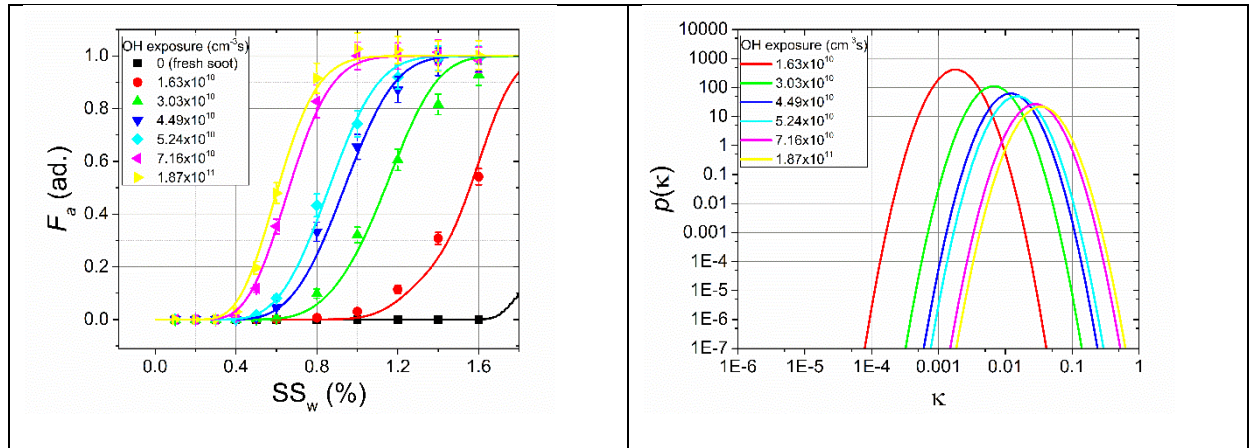 OH exposure (cm⁻³s)
0 (fresh soot)
1.63x10¹⁰
3.03x10¹⁰
4.49x10¹⁰
5.24x10¹⁰
7.16x10¹⁰
1.87x10¹¹
1.0
0.8
0.6
0.4
0.2
0.0
Fₐ (ad.)
0.0 0.4 0.8 1.2 1.6
SS_w (%)
OH exposure (cm⁻³s)
1.63x10¹⁰
3.03x10¹⁰
4.49x10¹⁰
5.24x10¹⁰
7.16x10¹⁰
1.87x10¹¹
10000
1000
100
10
1
0.1
0.01
0.001
1E-4
1E-5
1E-6
1E-7
p(κ)
1E-6 1E-5 1E-4 0.001 0.01 0.1 1
κ